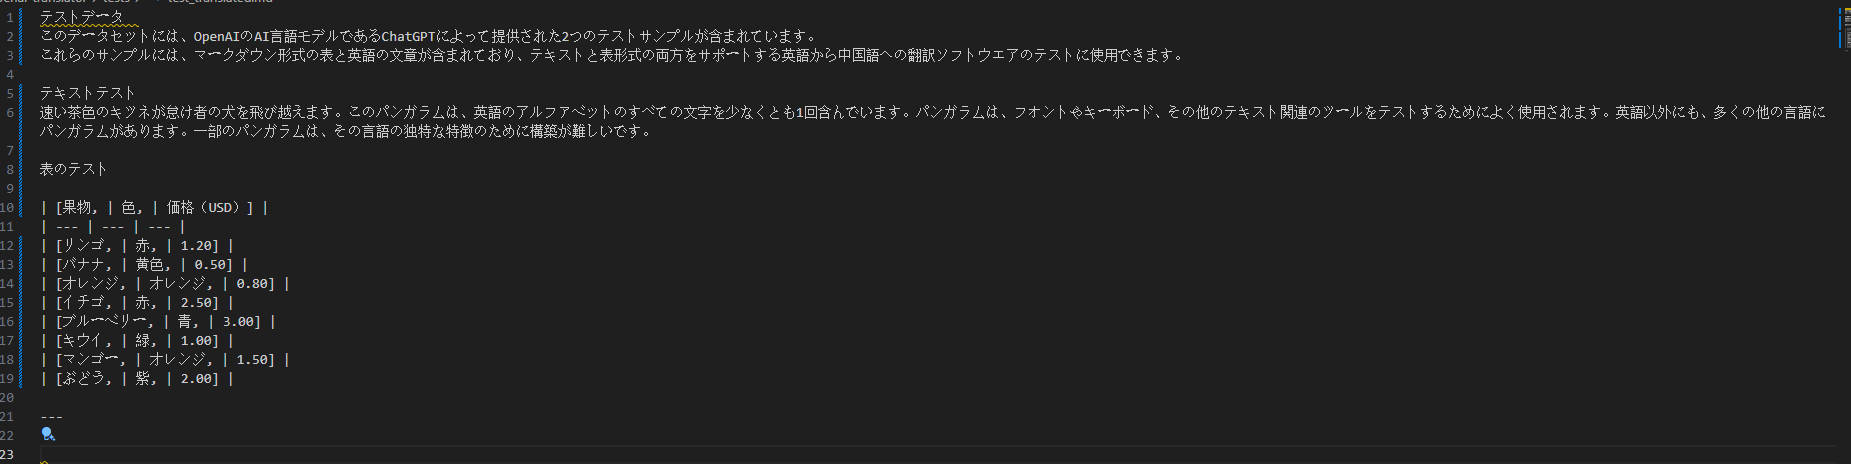 test_translated.md
1 テストデータ
2 このデータセットには、OpenAIのAI言語モデルであるChatGPTによって提供された2つのテストサンプルが含まれています。
3 これらのサンプルには、マークダウン形式の表と英語の文章が含まれており、テキストと表形式の両方をサポートする英語から中国語への翻訳ソフトウエアのテストに使用できます。
4
5 テキストテスト
6 速い茶色のキツネが怠け者の犬を飛び越えます。このパンガラムは、英語のアルファベットのすべての文字を少なくとも1回含んでいます。パンガラムは、フォントやキーボード、その他のテキスト関連のツールをテストするためによく使用されます。英語以外にも、多くの他の言語に
パンガラムがあります。一部のパンガラムは、その言語の独特な特徴のために構築が難しいです。
7
8 表のテスト
9
10 | [果物, | 色, | 価格（USD）] |
11 | --- | --- | --- |
12 | [リンゴ, | 赤, | 1.20] |
13 | [バナナ, | 黄色, | 0.50] |
14 | [オレンジ, | オレンジ, | 0.80] |
15 | [イチゴ, | 赤, | 2.50] |
16 | [ブルーベリー, | 青, | 3.00] |
17 | [キウイ, | 緑, | 1.00] |
18 | [マンゴー, | オレンジ, | 1.50] |
19 | [ぶどう, | 紫, | 2.00] |
20
21 ---
22
23